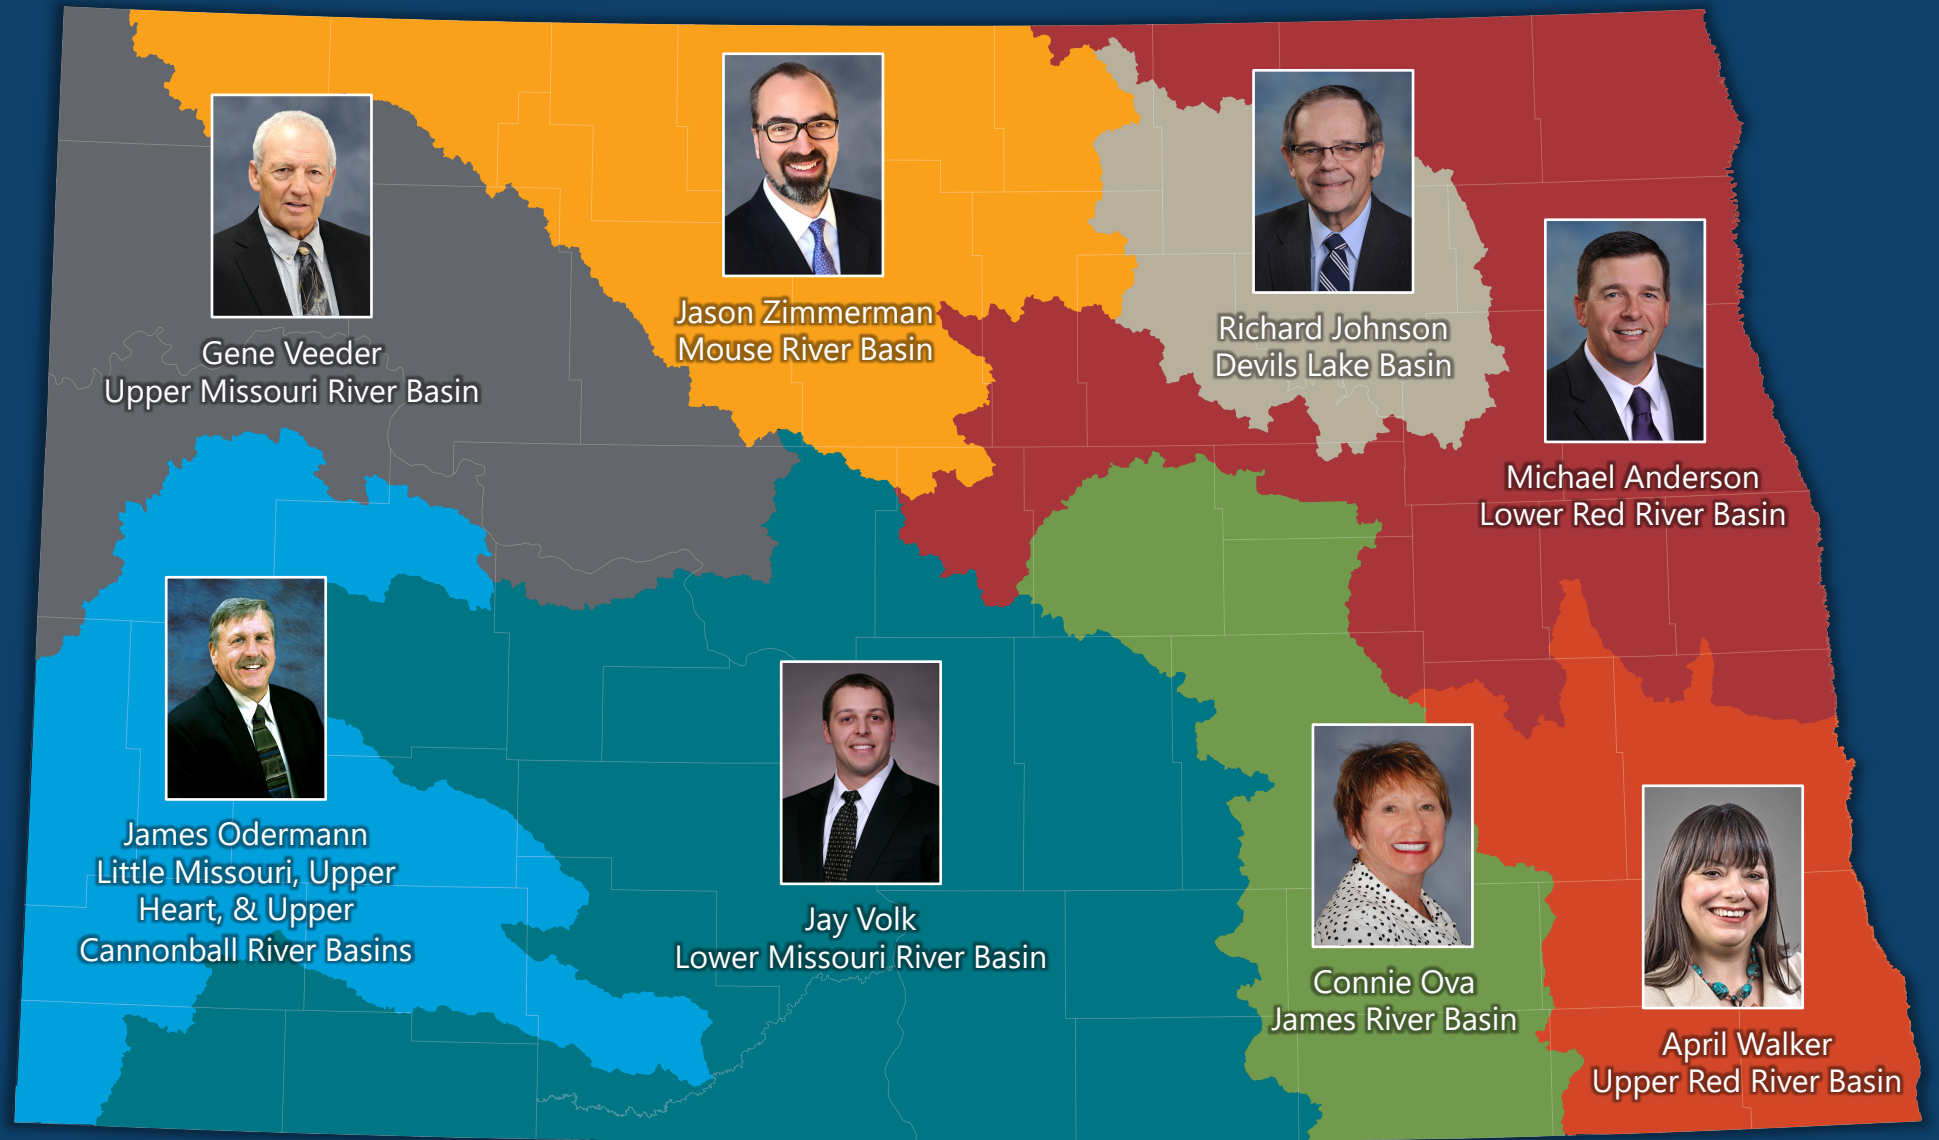 Gene Veeder
Upper Missouri River Basin
Jason Zimmerman
Mouse River Basin
Richard Johnson
Devils Lake Basin
Michael Anderson
Lower Red River Basin
James Odermann
Little Missouri, Upper
Heart, & Upper
Cannonball River Basins
Jay Volk
Lower Missouri River Basin
Connie Ova
James River Basin
April Walker
Upper Red River Basin